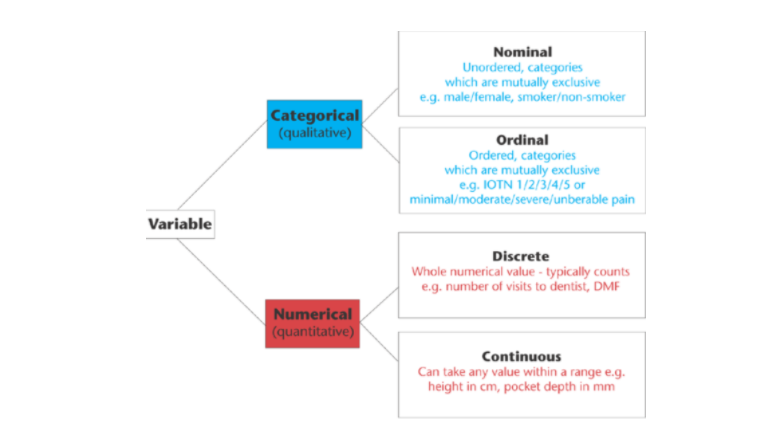 Nominal
Unordered, categories
which are mutually exclusive
e.g. male/female, smoker/non-smoker
Categorical
(qualitative)
Ordinal
Ordered, categories
which are mutually exclusive
e.g. IOTN 1/2/3/4/5 or
minimal/moderate/severe/unberable pain
Variable
Discrete
Whole numerical value - typically counts
e.g. number of visits to dentist, DMF
Numerical
(quantitative)
Continuous
Can take any value within a range e.g.
height in cm, pocket depth in mm